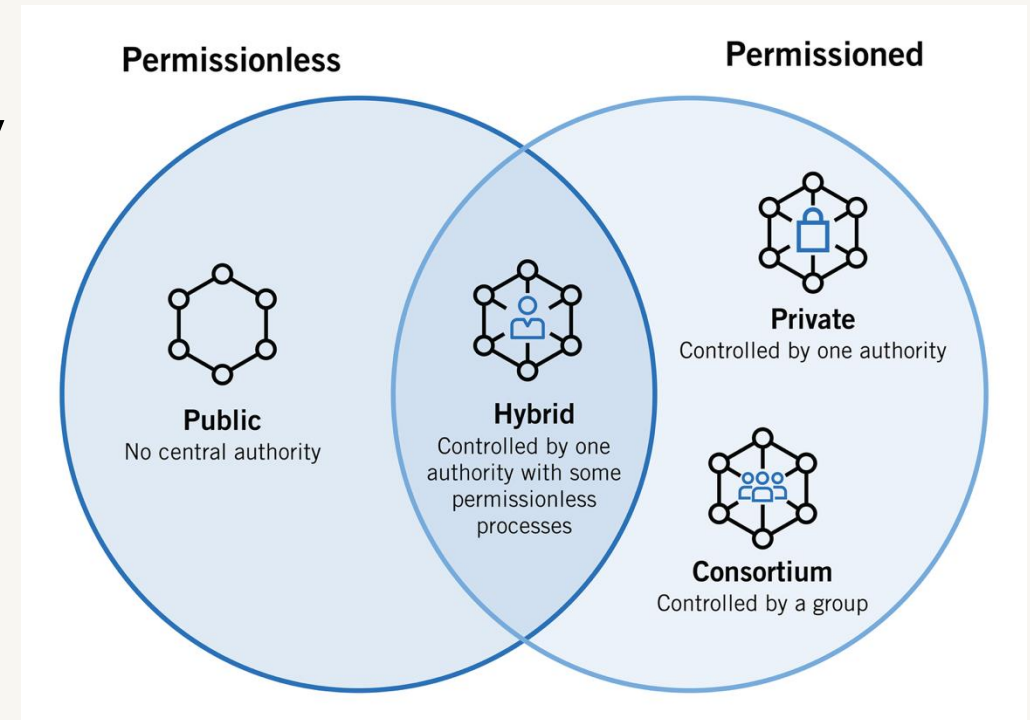 Permissionless
Permissioned
Public
No central authority
Hybrid
Controlled by one
authority with some
permissionless
processes
Private
Controlled by one authority
Consortium
Controlled by a group